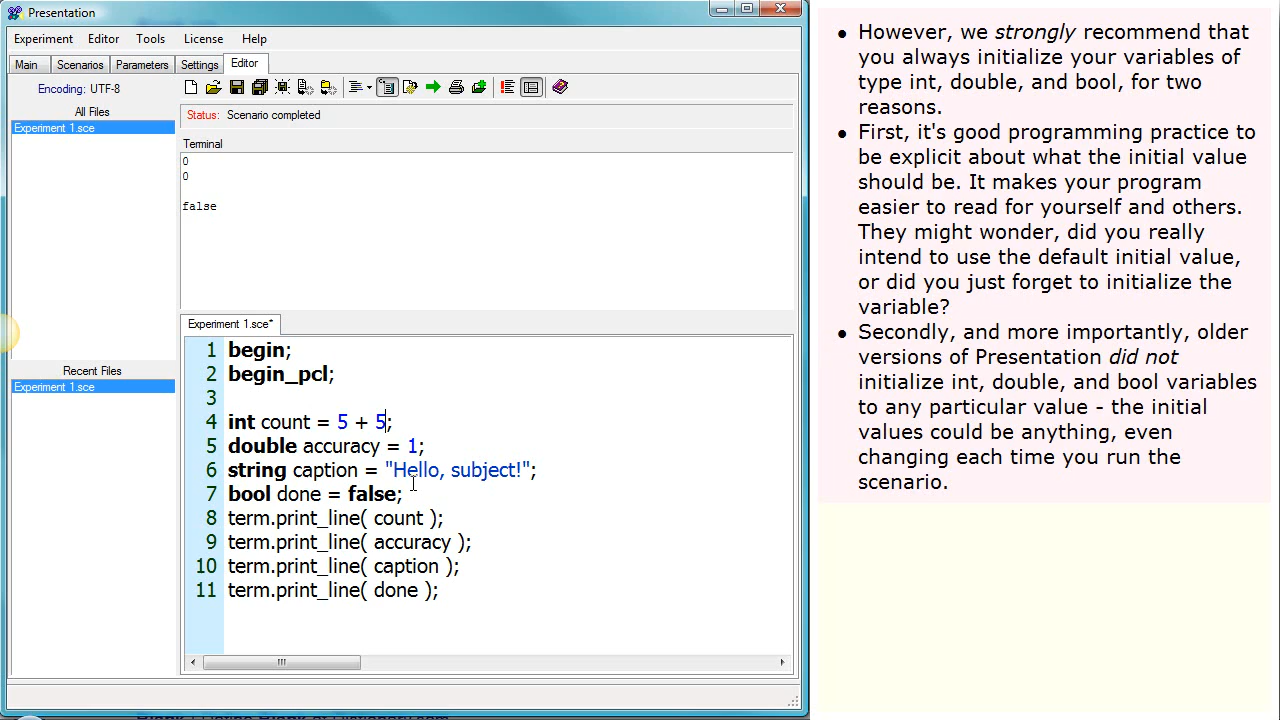 Presentation
Experiment Editor Tools License Help
Main Scenarios Parameters Settings Editor
Encoding: UTF-8
All Files
Experiment 1.sce
Status: Scenario completed
Terminal
0
0
false
Recent Files
Experiment 1.sce
Experiment 1.sce*
1 begin;
2 begin_pcl;
3
4 int count = 5 + 5;
5 double accuracy = 1;
6 string caption = "Hello, subject!";
7 bool done = false;
8 term.print_line( count );
9 term.print_line( accuracy );
10 term.print_line( caption );
11 term.print_line( done );
• However, we strongly recommend that
you always initialize your variables of
type int, double, and bool, for two
reasons.
• First, it's good programming practice to
be explicit about what the initial value
should be. It makes your program
easier to read for yourself and others.
They might wonder, did you really
intend to use the default initial value,
or did you just forget to initialize the
variable?
• Secondly, and more importantly, older
versions of Presentation did not
initialize int, double, and bool variables
to any particular value - the initial
values could be anything, even
changing each time you run the
scenario.